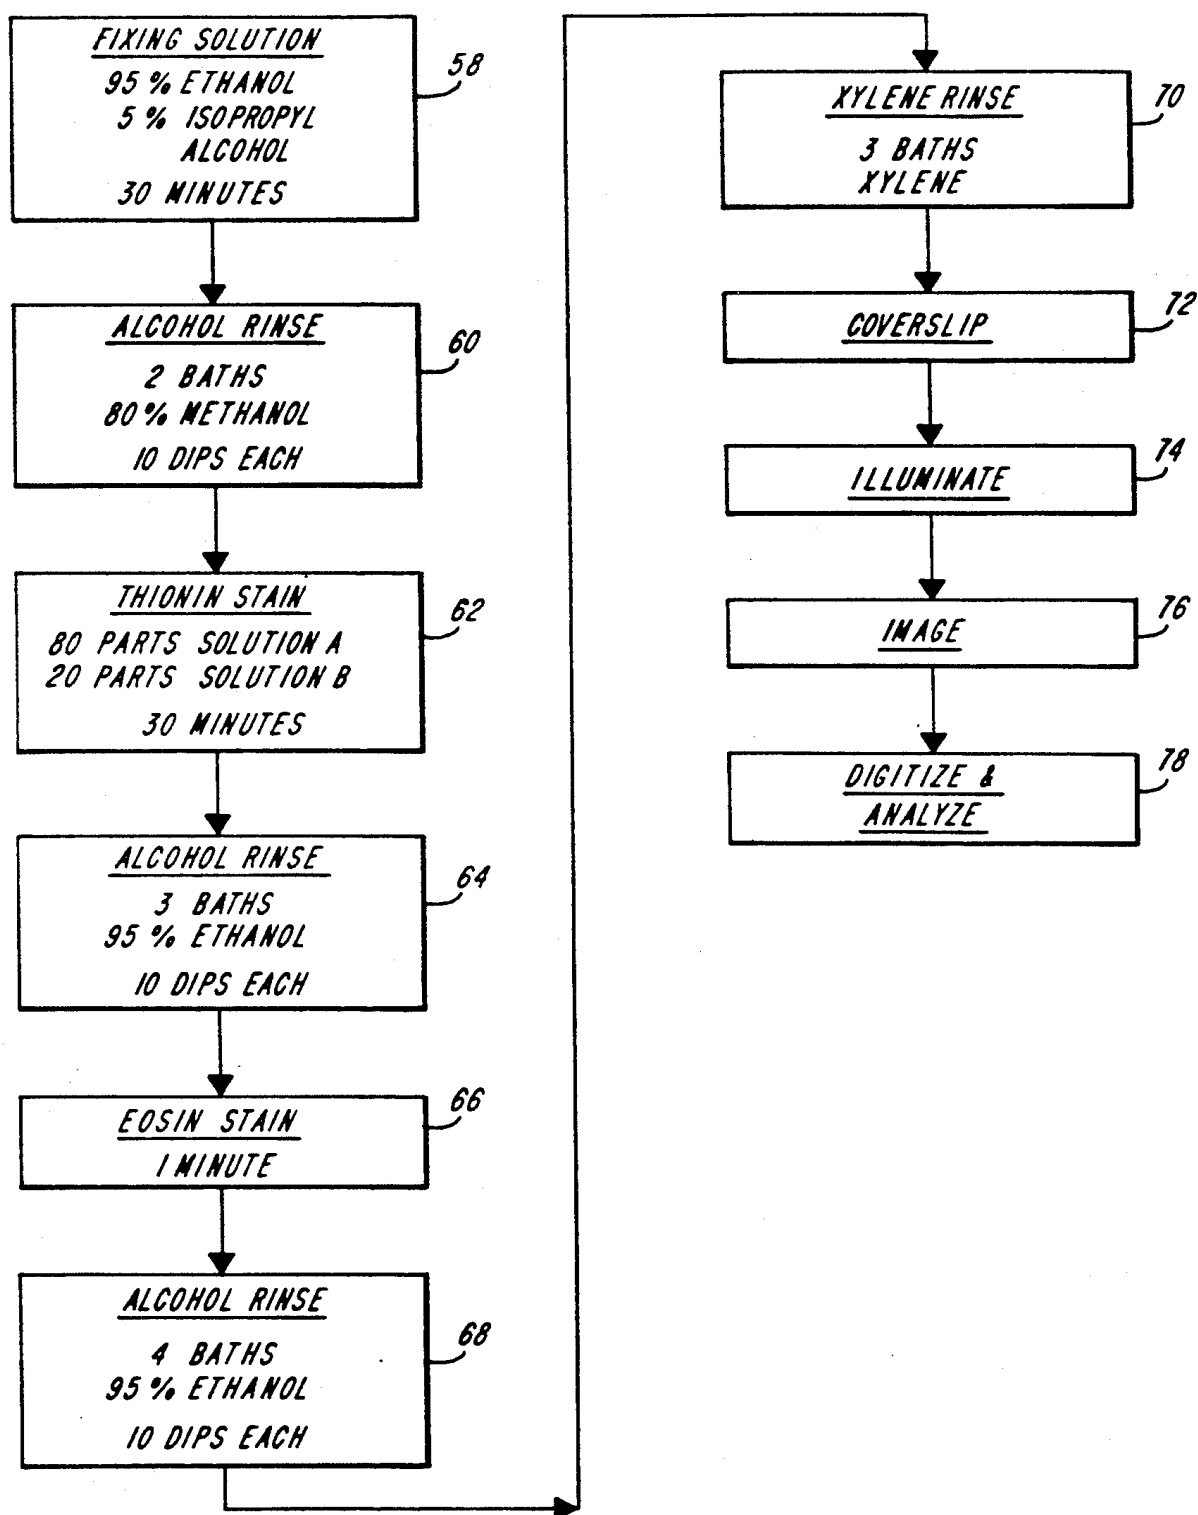 FIXING SOLUTION
95% ETHANOL
5% ISOPROPYL
ALCOHOL
30 MINUTES
58
ALCOHOL RINSE
2 BATHS
80% METHANOL
10 DIPS EACH
60
THIONIN STAIN
80 PARTS SOLUTION A
20 PARTS SOLUTION B
30 MINUTES
62
ALCOHOL RINSE
3 BATHS
95% ETHANOL
10 DIPS EACH
64
EOSIN STAIN
1 MINUTE
66
ALCOHOL RINSE
4 BATHS
95% ETHANOL
10 DIPS EACH
68
XYLENE RINSE
3 BATHS
XYLENE
70
COVERSLIP
72
ILLUMINATE
74
IMAGE
76
DIGITIZE &
ANALYZE
78